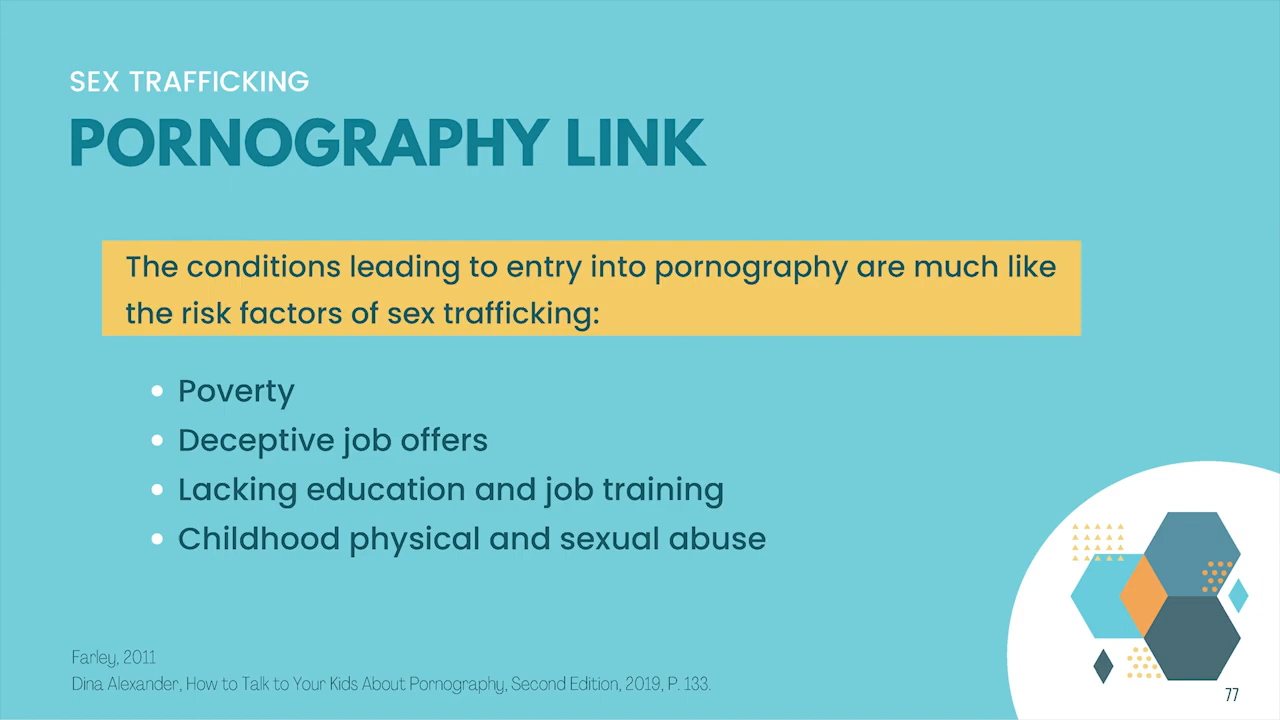 SEX TRAFFICKING
PORNOGRAPHY LINK
The conditions leading to entry into pornography are much like
the risk factors of sex trafficking:
• Poverty
• Deceptive job offers
• Lacking education and job training
• Childhood physical and sexual abuse
Farley, 2011
Dina Alexander, How to Talk to Your Kids About Pornography, Second Edition, 2019, P. 133.
77